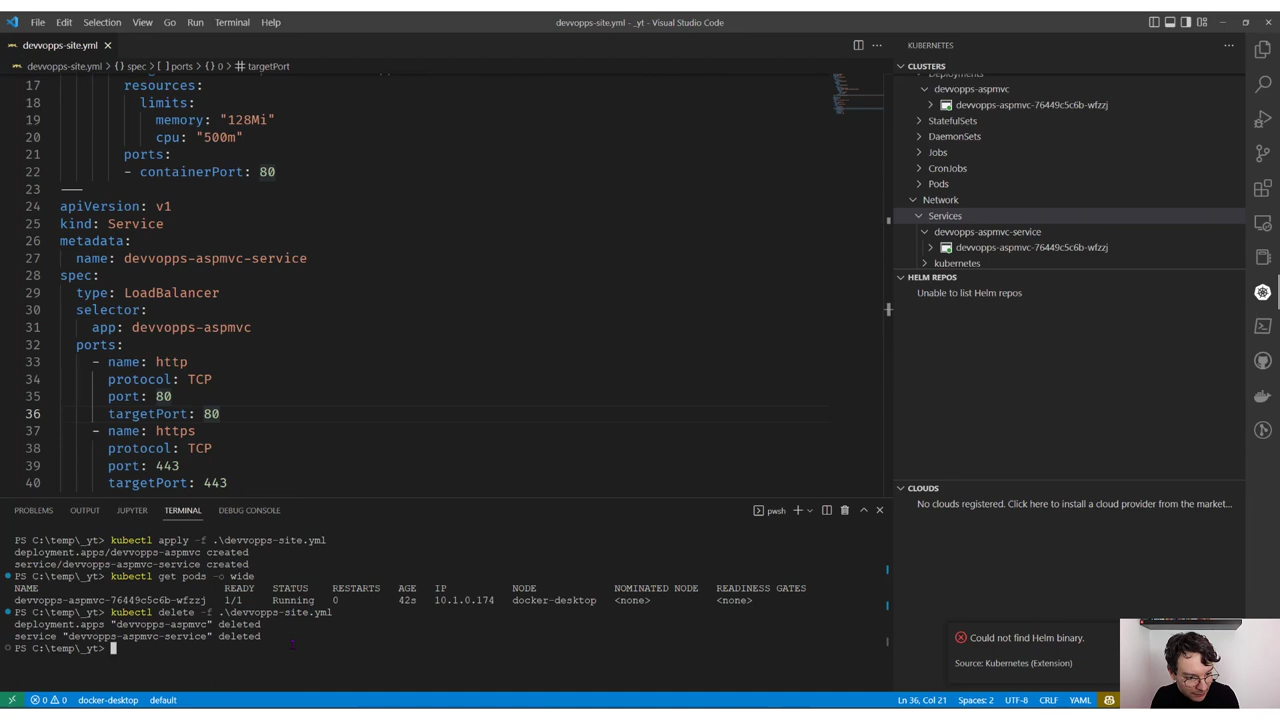 File Edit Selection View Go Run Terminal Help
devvopps-site.yml - _yt - Visual Studio Code
devvopps-site.yml
devvopps-site.yml > {} spec > [ ] ports > {} 0 > targetPort
17 resources:
18 limits:
19 memory: "128Mi"
20 cpu: "500m"
21 ports:
22 - containerPort: 80
23 ---
24 apiVersion: v1
25 kind: Service
26 metadata:
27 name: devvopps-aspmvc-service
28 spec:
29 type: LoadBalancer
30 selector:
31 app: devvopps-aspmvc
32 ports:
33 - name: http
34 protocol: TCP
35 port: 80
36 targetPort: 80
37 - name: https
38 protocol: TCP
39 port: 443
40 targetPort: 443
PROBLEMS OUTPUT JUPYTER TERMINAL DEBUG CONSOLE
pwsh
PS C:\temp\_yt> kubectl apply -f .\devvopps-site.yml
deployment.apps/devvopps-aspmvc created
service/devvopps-aspmvc-service created
PS C:\temp\_yt> kubectl get pods -o wide
NAME READY STATUS RESTARTS AGE IP NODE NOMINATED NODE READINESS GATES
devvopps-aspmvc-76449c5c6b-wfzzj 1/1 Running 0 42s 10.1.0.174 docker-desktop <none> <none>
PS C:\temp\_yt> kubectl delete -f .\devvopps-site.yml
deployment.apps "devvopps-aspmvc" deleted
service "devvopps-aspmvc-service" deleted
PS C:\temp\_yt>
KUBERNETES
CLUSTERS
Deployments
devvopps-aspmvc
devvopps-aspmvc-76449c5c6b-wfzzj
StatefulSets
DaemonSets
Jobs
CronJobs
Pods
Network
Services
devvopps-aspmvc-service
devvopps-aspmvc-76449c5c6b-wfzzj
kubernetes
HELM REPOS
Unable to list Helm repos
CLOUDS
No clouds registered. Click here to install a cloud provider from the market...
Could not find Helm binary.
Source: Kubernetes (Extension)
0 0 docker-desktop default
Ln 36, Col 21 Spaces: 2 UTF-8 CRLF YAML